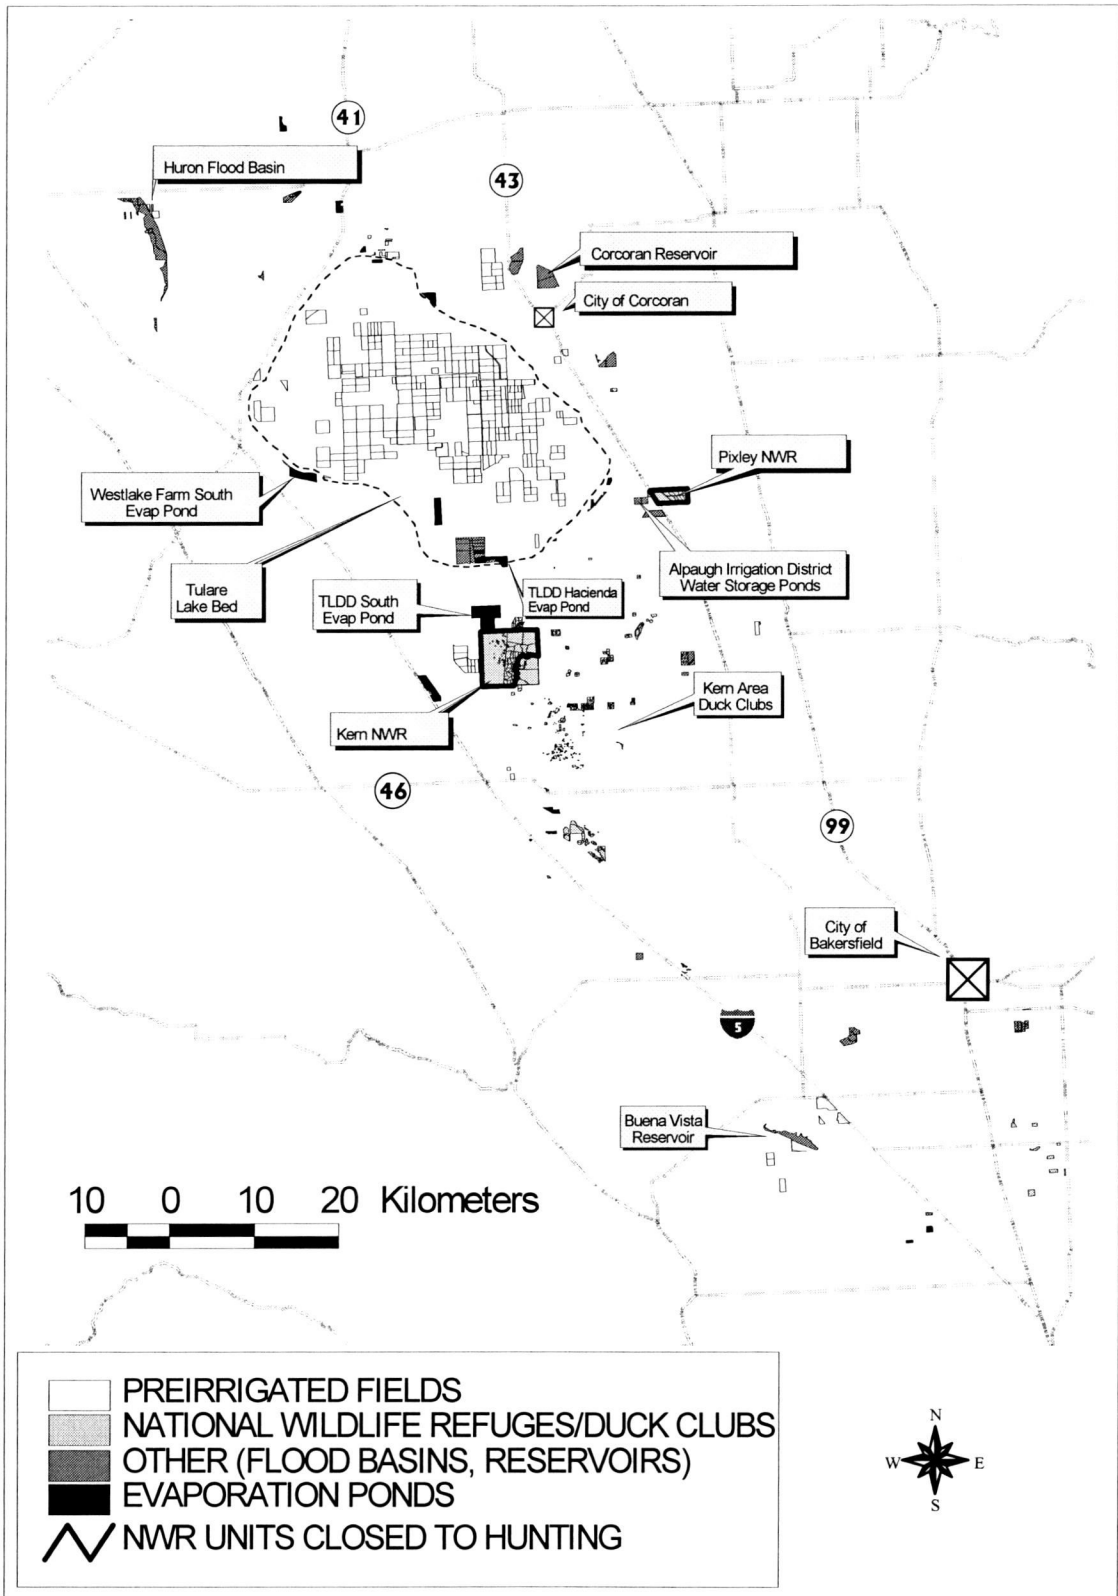 41
Huron Flood Basin
43
Corcoran Reservoir
City of Corcoran
Pixley NWR
Westlake Farm South
Evap Pond
Alpaugh Irrigation District
Water Storage Ponds
Tulare
Lake Bed
TLDD South
Evap Pond
TLDD Hacienda
Evap Pond
Kern Area
Duck Clubs
Kern NWR
46
99
City of
Bakersfield
5
Buena Vista
Reservoir
10 0 10 20 Kilometers
PREIRRIGATED FIELDS
NATIONAL WILDLIFE REFUGES/DUCK CLUBS
OTHER (FLOOD BASINS, RESERVOIRS)
EVAPORATION PONDS
NWR UNITS CLOSED TO HUNTING
N
W E
S